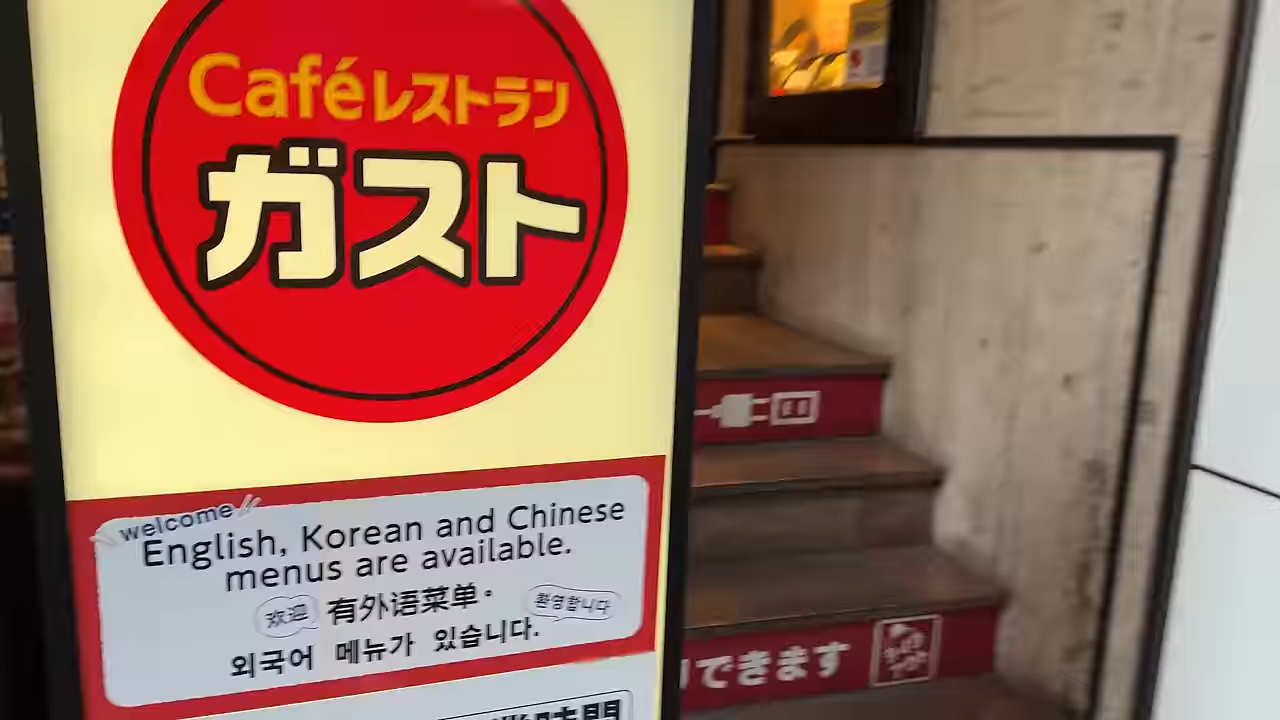 Caféレストラン
ガスト
welcome
English, Korean and Chinese
menus are available.
欢迎
有外语菜单。
환영합니다
외국어 메뉴가 있습니다.
できます